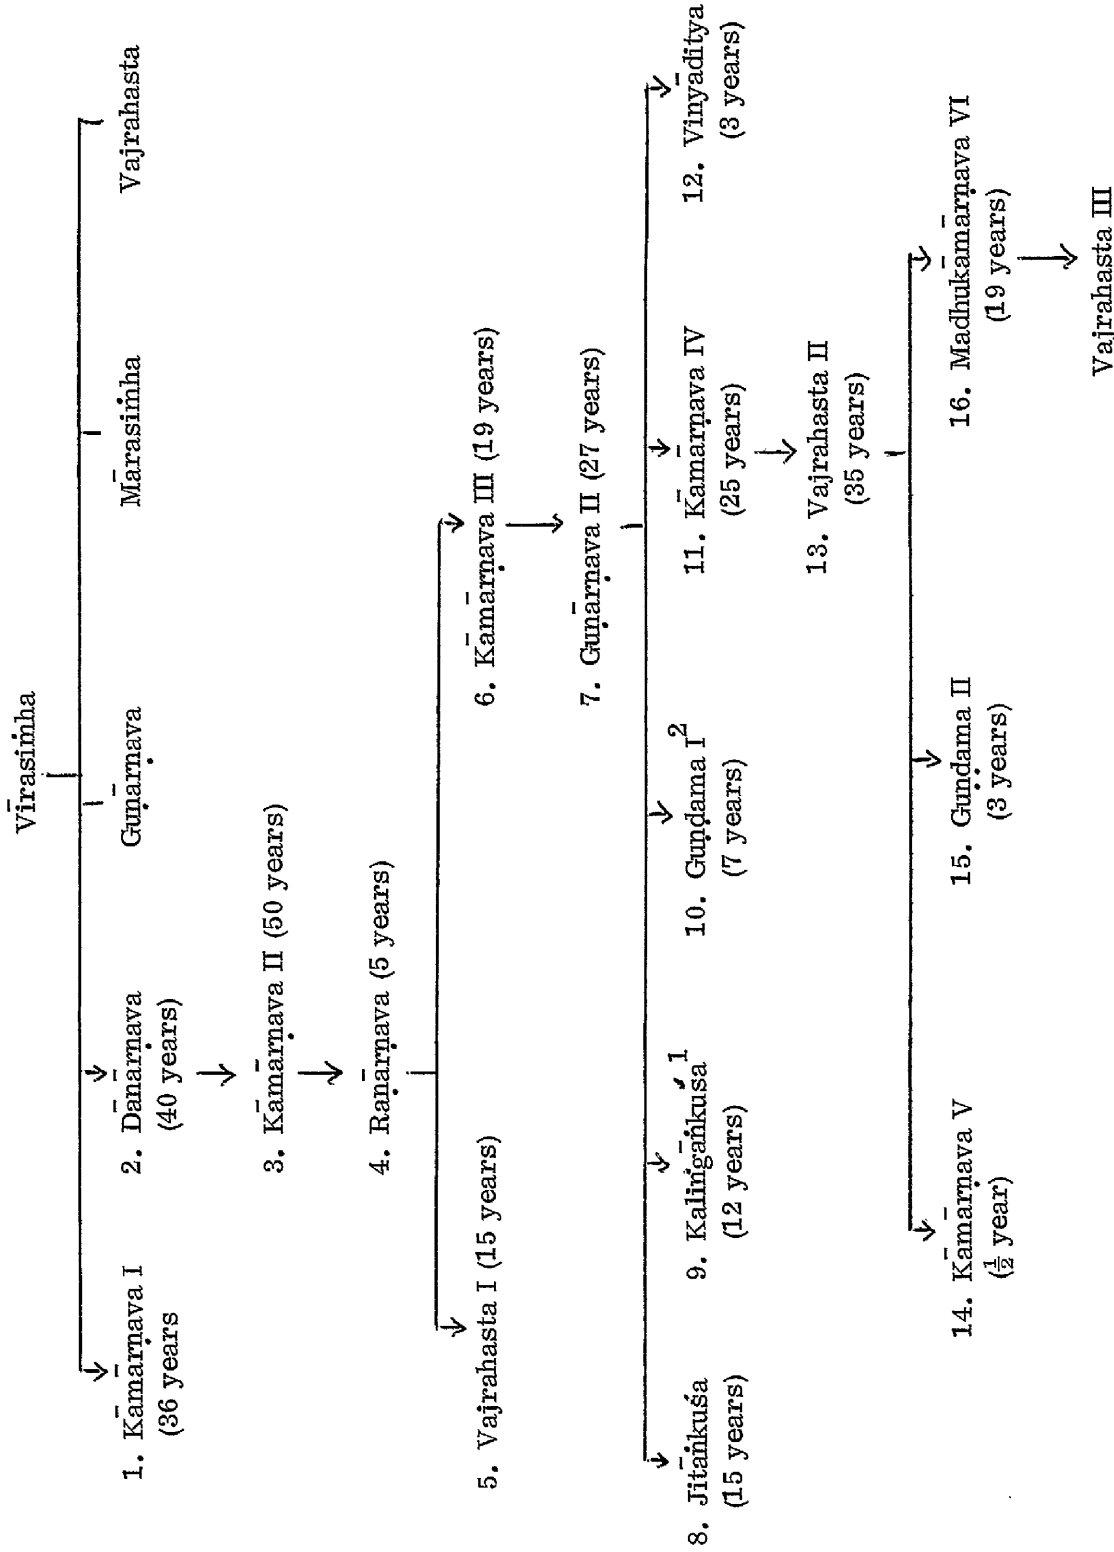 Vīrasiṁha
1. Kāmārṇava I
(36 years
2. Dānārṇava
(40 years)
Guṇārṇava
Mārasiṁha
Vajrahasta
3. Kāmārṇava II (50 years)
4. Raṇārṇava (5 years)
5. Vajrahasta I (15 years)
6. Kāmārṇava III (19 years)
7. Guṇārṇava II (27 years)
8. Jitāṅkuśa
(15 years)
9. Kaliṅgāṅkuśa¹
(12 years)
10. Guṇḍama I²
(7 years)
11. Kāmārṇava IV
(25 years)
12. Vinyāditya
(3 years)
13. Vajrahasta II
(35 years)
14. Kāmārṇava V
(½ year)
15. Guṇḍama II
(3 years)
16. Madhukāmārṇava VI
(19 years)
Vajrahasta III